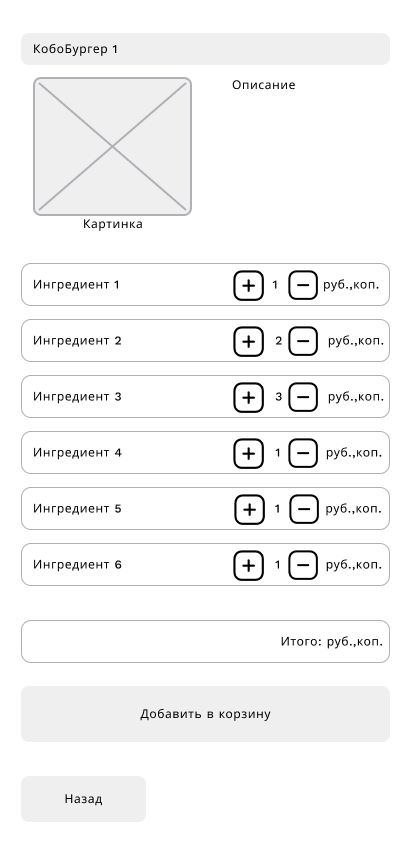 КобоБургер 1
Описание
Картинка
Ингредиент 1 1 руб.,коп.
Ингредиент 2 2 руб.,коп.
Ингредиент 3 3 руб.,коп.
Ингредиент 4 1 руб.,коп.
Ингредиент 5 1 руб.,коп.
Ингредиент 6 1 руб.,коп.
Итого: руб.,коп.
Добавить в корзину
Назад